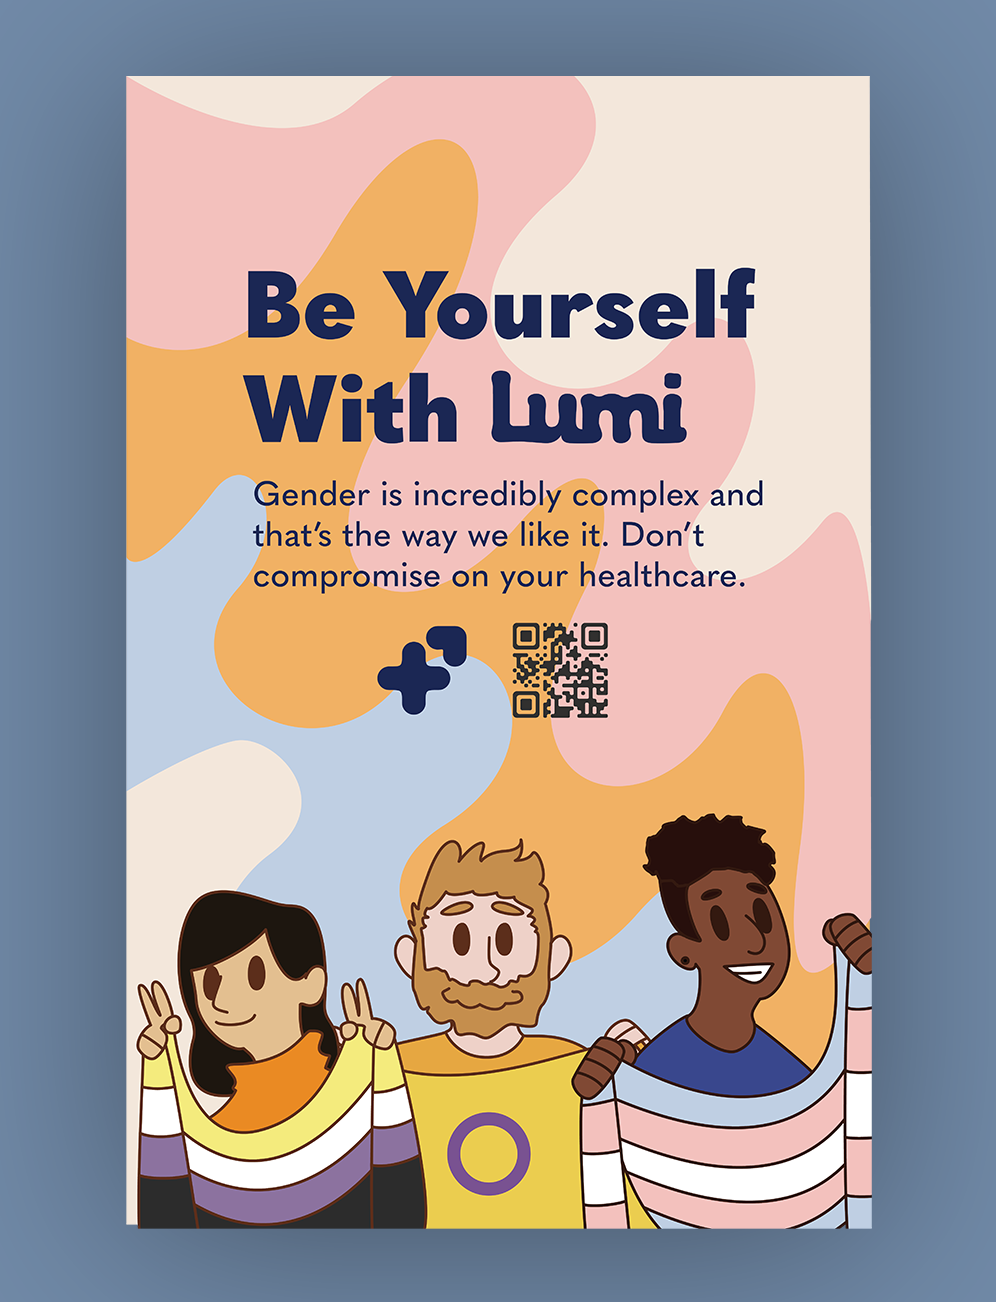 Be Yourself
With Lumi
Gender is incredibly complex and
that's the way we like it. Don't
compromise on your healthcare.